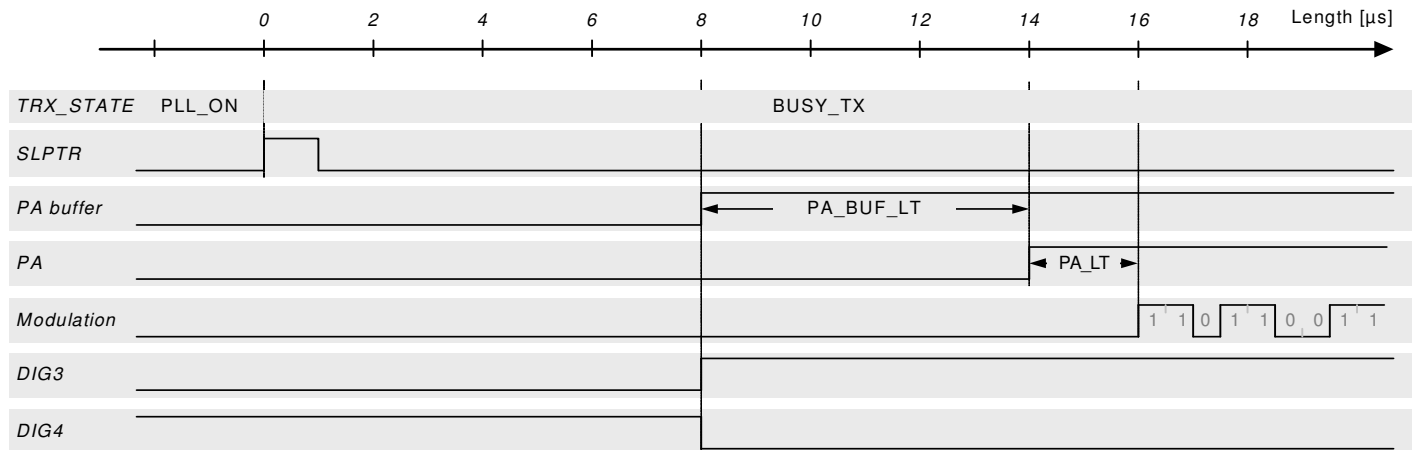 0 2 4 6 8 10 12 14 16 18 Length [µs]
TRX_STATE PLL_ON BUSY_TX
SLPTR
PA buffer PA_BUF_LT
PA PA_LT
Modulation 1 1 0 1 1 0 0 1 1
DIG3
DIG4